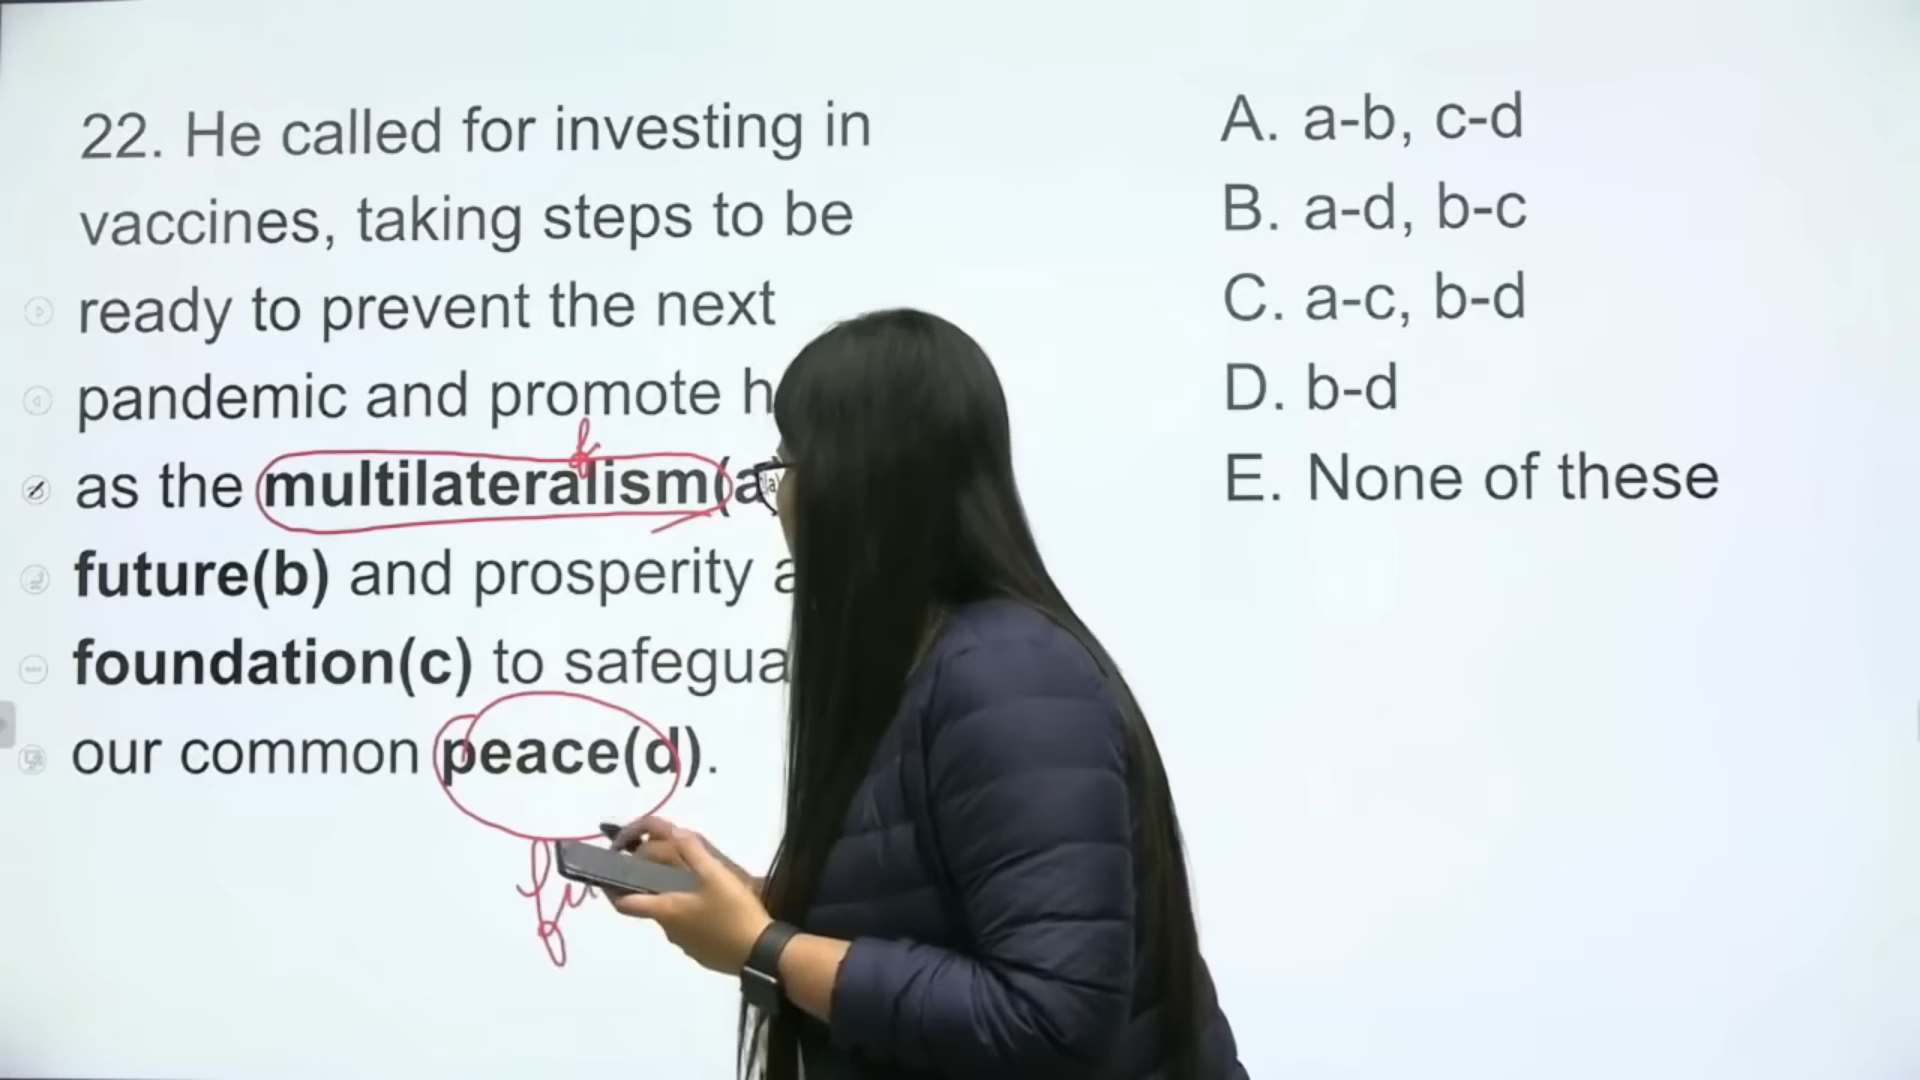 22. He called for investing in
vaccines, taking steps to be
ready to prevent the next
pandemic and promote
as the multilateralism(a
future(b) and prosperity
foundation(c) to
our common peace(d).
f
fu
A. a-b, c-d
B. a-d, b-c
C. a-c, b-d
D. b-d
E. None of these